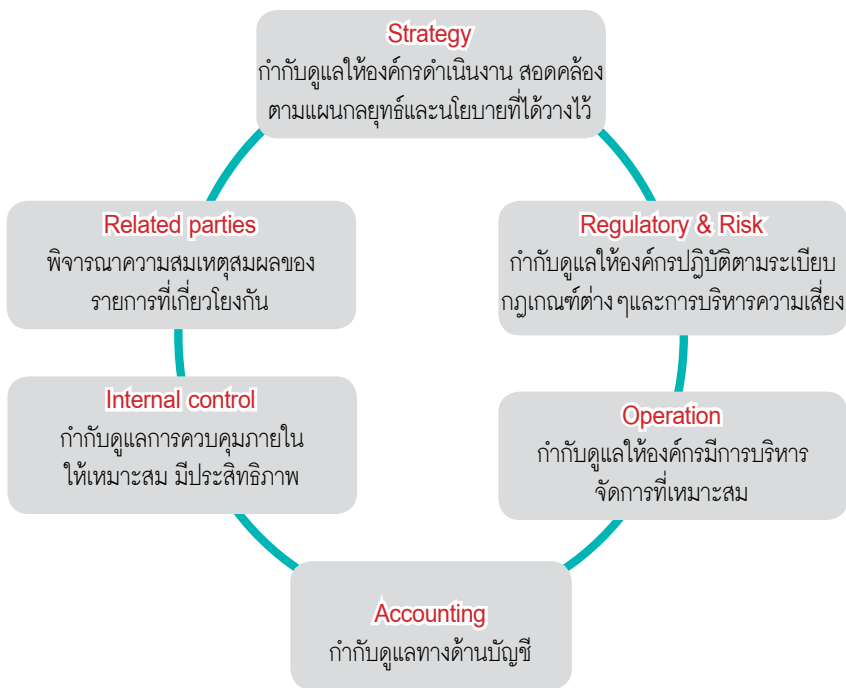 Strategy
กำกับดูแลให้องค์กรดำเนินงาน สอดคล้อง
ตามแผนกลยุทธ์และนโยบายที่ได้วางไว้
Related parties
พิจารณาความสมเหตุสมผลของ
รายการที่เกี่ยวโยงกัน
Regulatory & Risk
กำกับดูแลให้องค์กรปฏิบัติตามระเบียบ
กฎเกณฑ์ต่าง ๆและการบริหารความเสี่ยง
Internal control
กำกับดูแลการควบคุมภายใน
ให้เหมาะสม มีประสิทธิภาพ
Operation
กำกับดูแลให้องค์กรมีการบริหาร
จัดการที่เหมาะสม
Accounting
กำกับดูแลทางด้านบัญชี